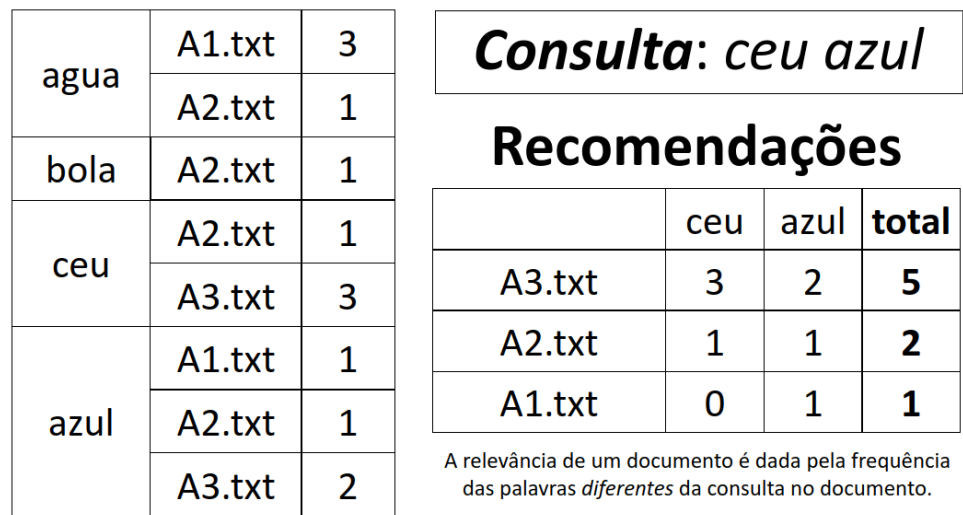 agua A1.txt 3
A2.txt 1
bola A2.txt 1
ceu A2.txt 1
A3.txt 3
azul A1.txt 1
A2.txt 1
A3.txt 2
Consulta: ceu azul
Recomendações
ceu azul total
A3.txt 3 2 5
A2.txt 1 1 2
A1.txt 0 1 1
A relevância de um documento é dada pela frequência
das palavras diferentes da consulta no documento.